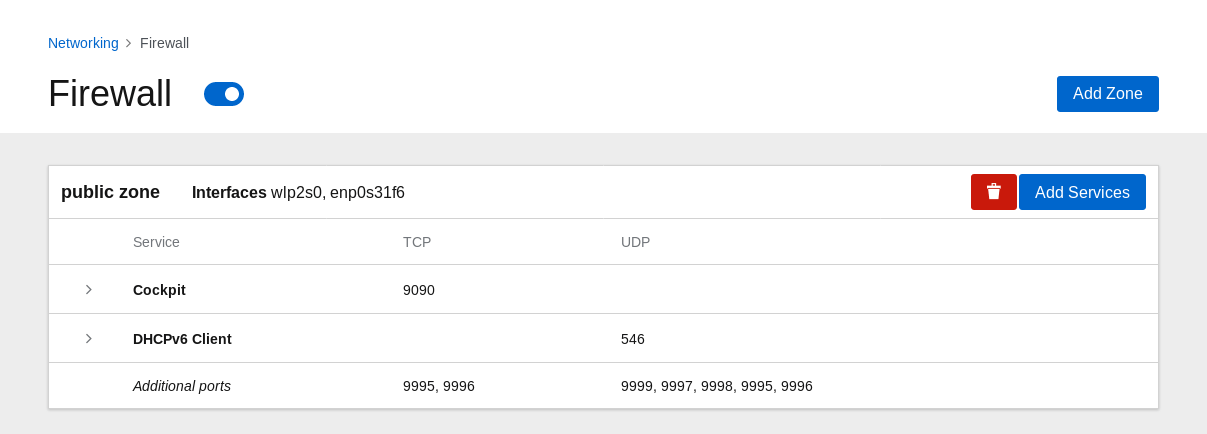 Networking > Firewall
Firewall
Add Zone
public zone Interfaces wlp2s0, enp0s31f6 Add Services
Service TCP UDP
Cockpit 9090
DHCPv6 Client 546
Additional ports 9995, 9996 9999, 9997, 9998, 9995, 9996